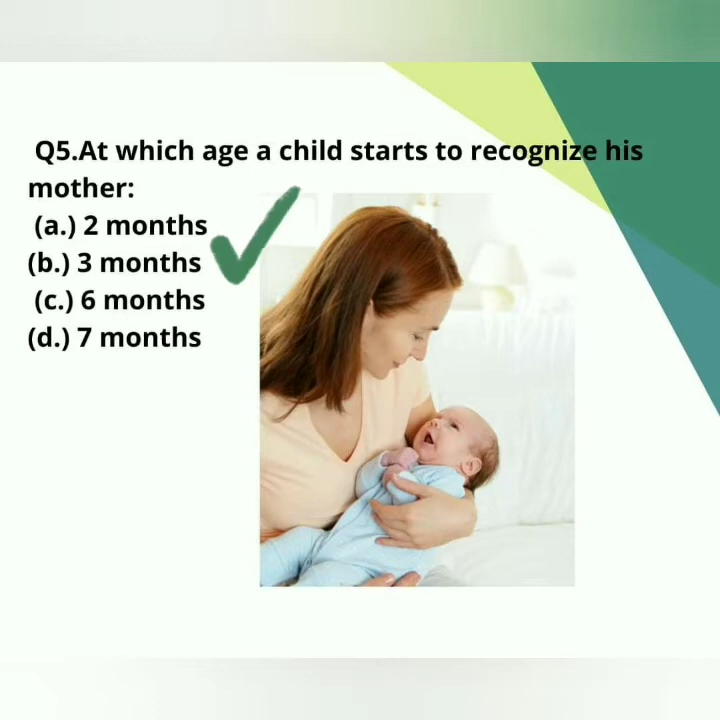 Q5.At which age a child starts to recognize his
mother:
(a.) 2 months
(b.) 3 months
(c.) 6 months
(d.) 7 months